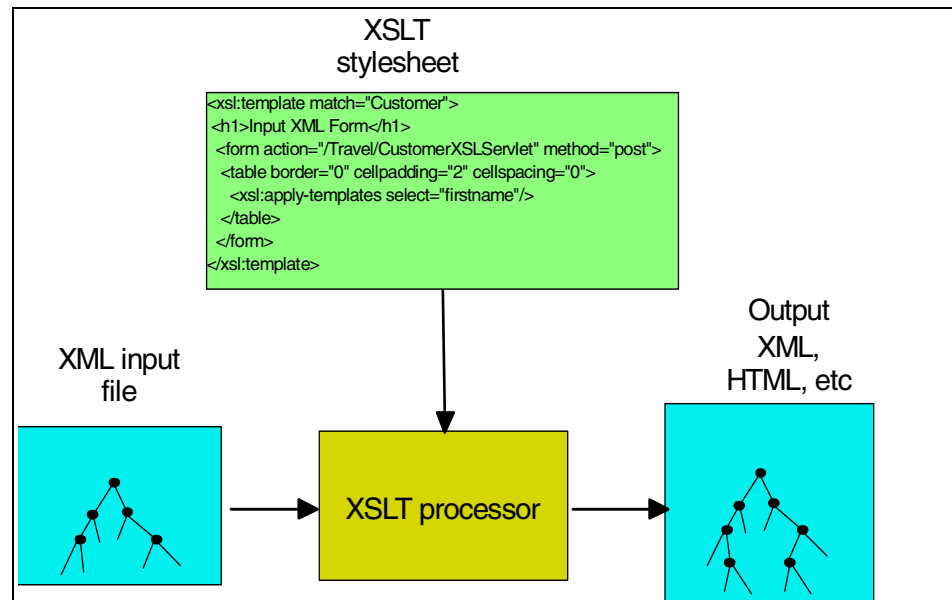 XSLT
stylesheet
<xsl:template match="Customer">
<h1>Input XML Form</h1>
<form action="/Travel/CustomerXSLServlet" method="post">
<table border="0" cellpadding="2" cellspacing="0">
<xsl:apply-templates select="firstname"/>
</table>
</form>
</xsl:template>
XML input
file
XSLT processor
Output
XML,
HTML, etc